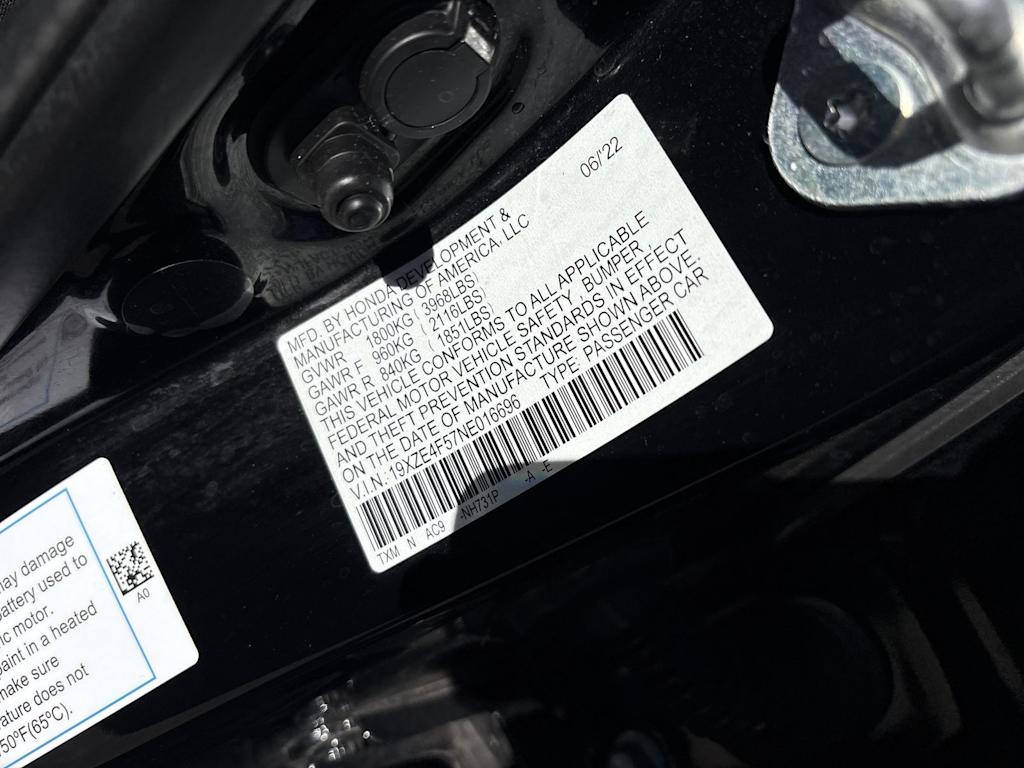 06/'22
MFD. BY HONDA DEVELOPMENT &
MANUFACTURING OF AMERICA, LLC
GVWR 1800KG ( 3968LBS)
GAWR F 960KG ( 2116LBS)
GAWR R 840KG ( 1851LBS)
THIS VEHICLE CONFORMS TO ALL APPLICABLE
FEDERAL MOTOR VEHICLE SAFETY, BUMPER,
AND THEFT PREVENTION STANDARDS IN EFFECT
ON THE DATE OF MANUFACTURE SHOWN ABOVE.
V.I.N.: 19XZE4F57NE016696 TYPE: PASSENGER CAR
TXM N AC9 -NH731P -A -E
may damage
battery used to
ic motor.
paint in a heated
make sure
ature does not
50°F(65°C).
A0